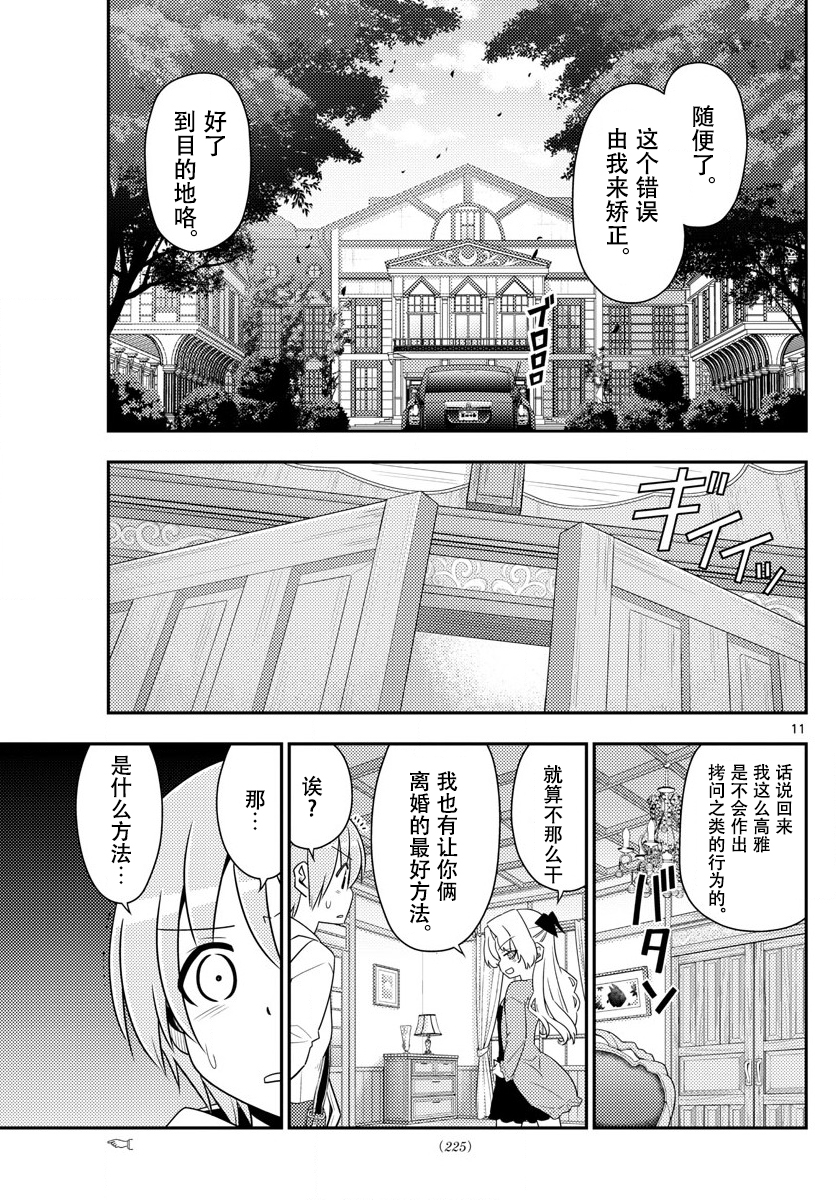 随便了。
这个错误
由我来矫正。
好了
到目的地咯。
ブロロロ
ギイイイッ
11
话说回来
我这么高雅
是不会作出
拷问之类的行为的。
バタン
就算不那么干
我也有让你俩
离婚的最好方法。
诶？
那…
是什么方法…
（225）